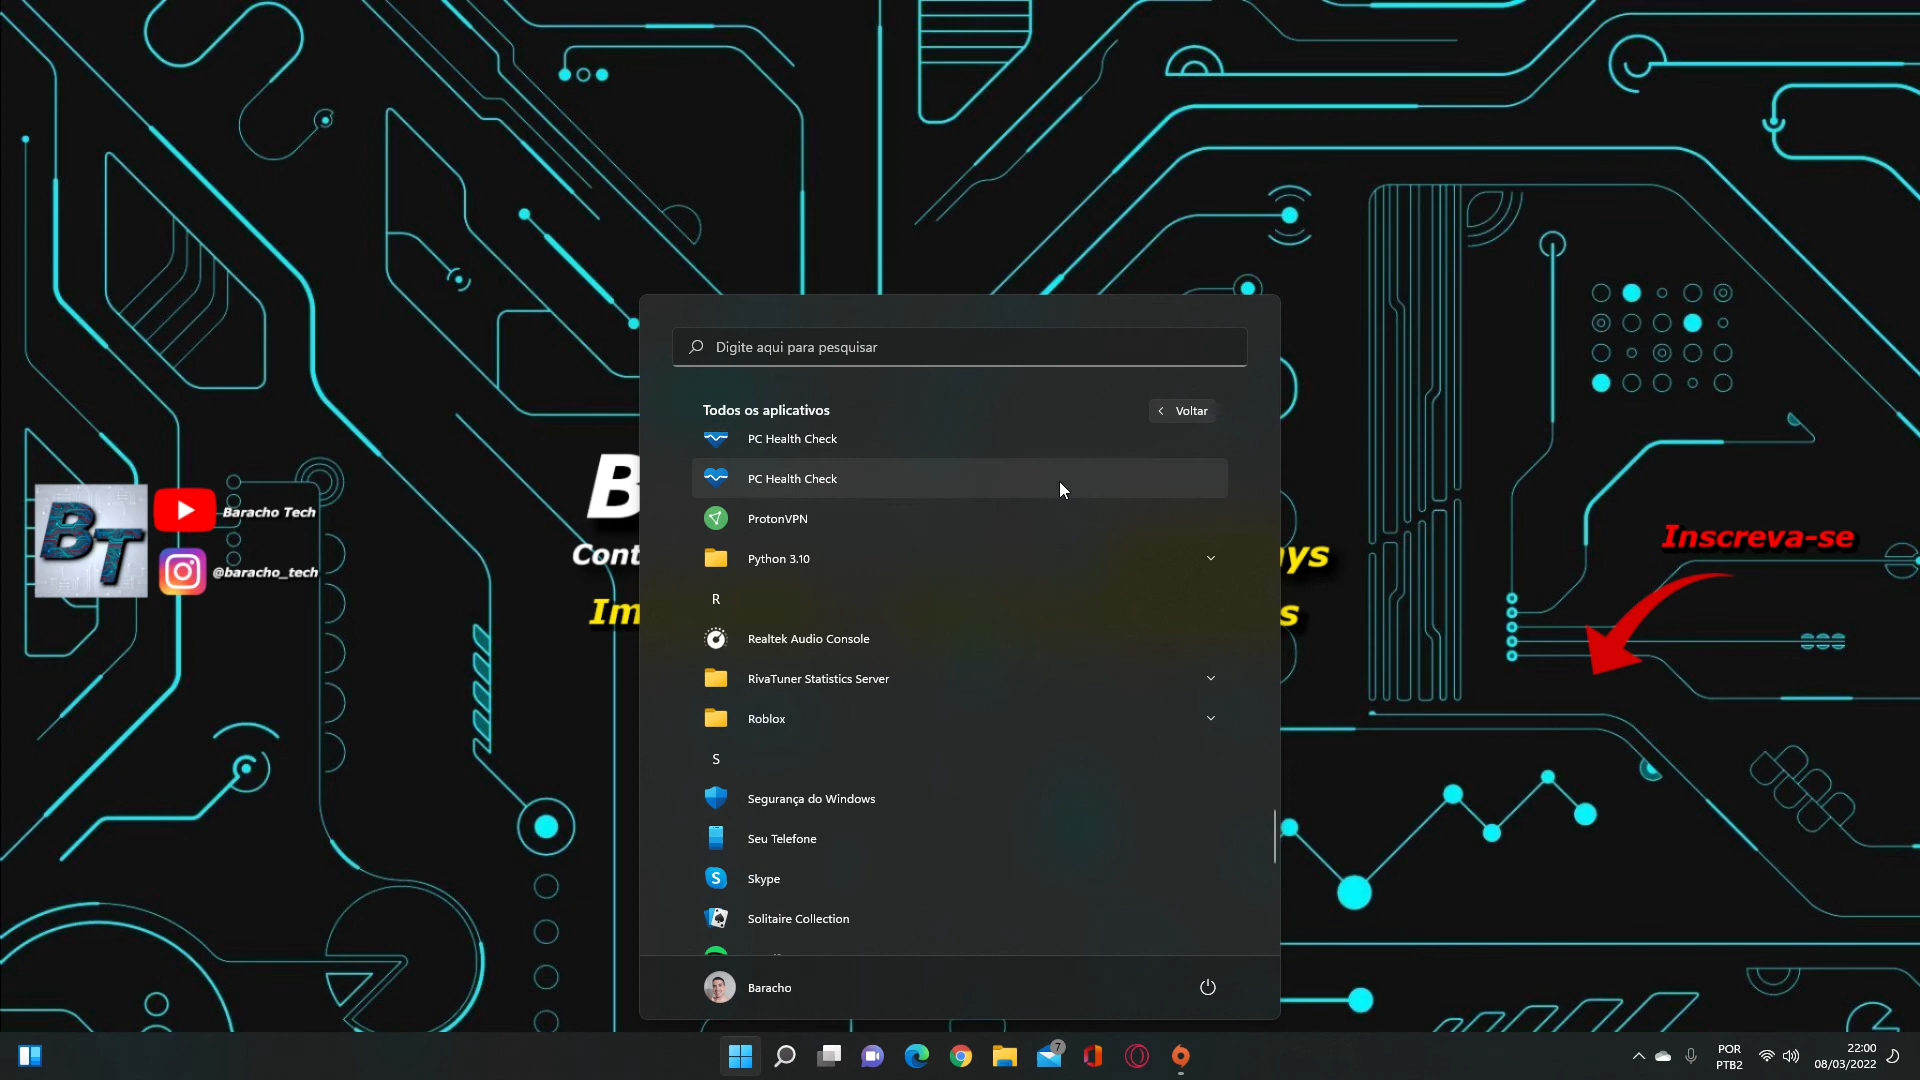 Digite aqui para pesquisar
Todos os aplicativos
Voltar
PC Health Check
PC Health Check
ProtonVPN
Python 3.10
R
Realtek Audio Console
RivaTuner Statistics Server
Roblox
S
Segurança do Windows
Seu Telefone
Skype
Solitaire Collection
Baracho
BT
Baracho Tech
@baracho_tech
B
Cont
Im
ys
s
Inscreva-se
7
POR
PTB2
22:00
08/03/2022